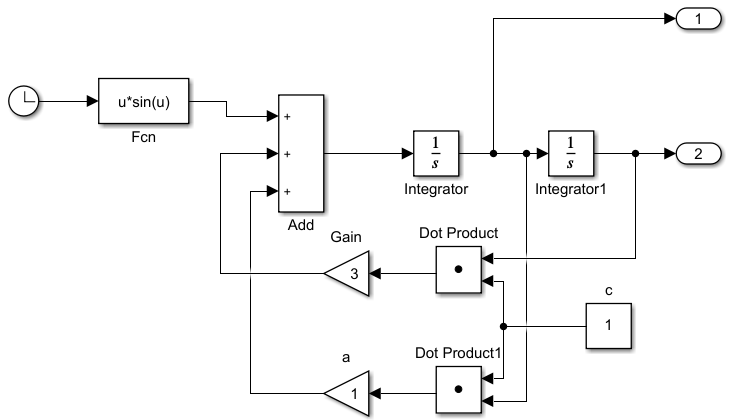 1
u*sin(u)
Fcn
+
+
+
Add
1
s
Integrator
1
s
Integrator1
2
Gain
3
Dot Product
c
1
a
1
Dot Product1